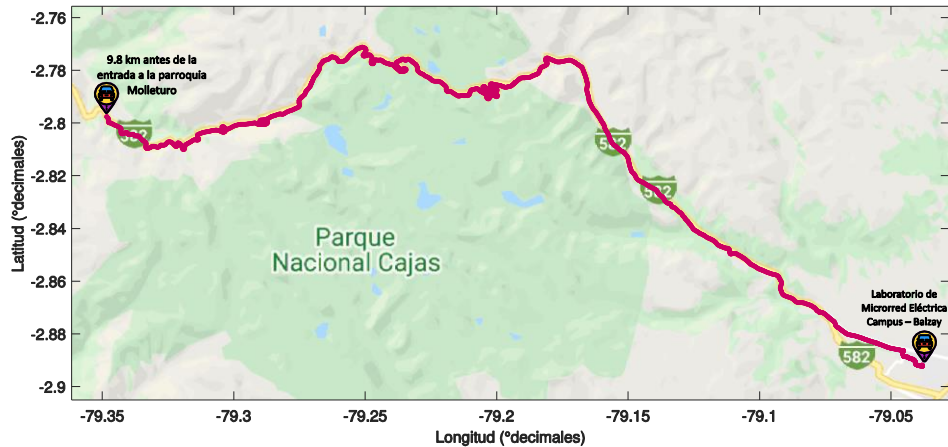 -2.76
-2.78
-2.8
-2.82
-2.84
-2.86
-2.88
-2.9
Latitud (°decimales)
9.8 km antes de la
entrada a la parroquia
Molleturo
582
582
582
Parque
Nacional Cajas
Laboratorio de
Microrred Eléctrica
Campus – Balzay
582
-79.35
-79.3
-79.25
-79.2
-79.15
-79.1
-79.05
Longitud (°decimales)